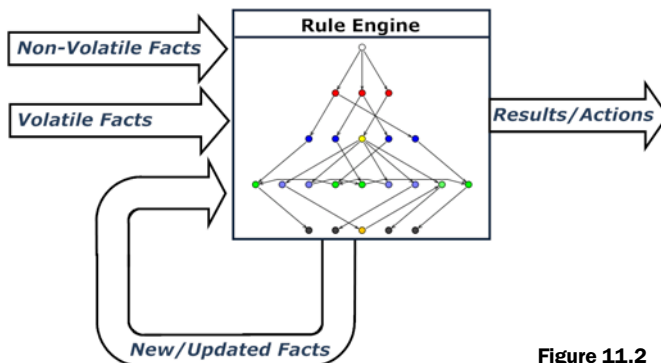 Rule Engine
Non-Volatile Facts
Volatile Facts
Results/Actions
New/Updated Facts
Figure 11.2